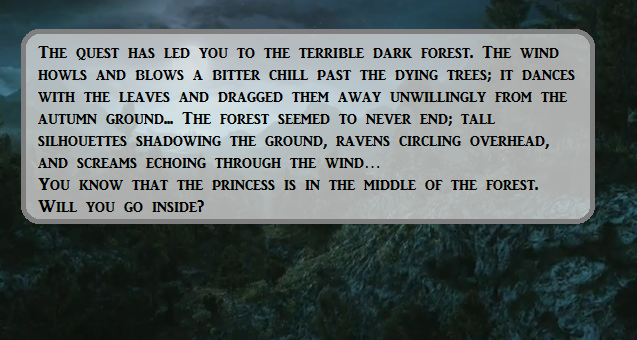 The quest has led you to the terrible dark forest. The wind
howls and blows a bitter chill past the dying trees; it dances
with the leaves and dragged them away unwillingly from the
autumn ground... The forest seemed to never end; tall
silhouettes shadowing the ground, ravens circling overhead,
and screams echoing through the wind...
You know that the princess is in the middle of the forest.
Will you go inside?